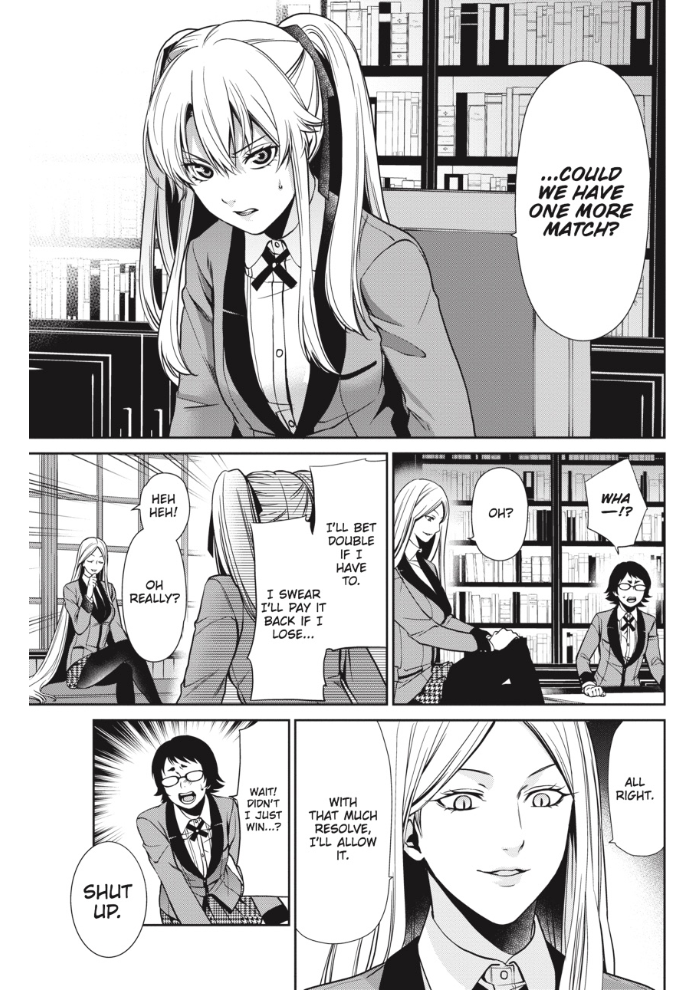 ...COULD
WE HAVE
ONE MORE
MATCH?
WHA
—!?
OH?
I'LL BET
DOUBLE
IF I
HAVE
TO.
I SWEAR
I'LL PAY IT
BACK IF I
LOSE...
HEH
HEH!
OH
REALLY?
ALL
RIGHT.
WITH
THAT MUCH
RESOLVE,
I'LL ALLOW
IT.
WAIT!
DIDN'T
I JUST
WIN...?
SHUT
UP.